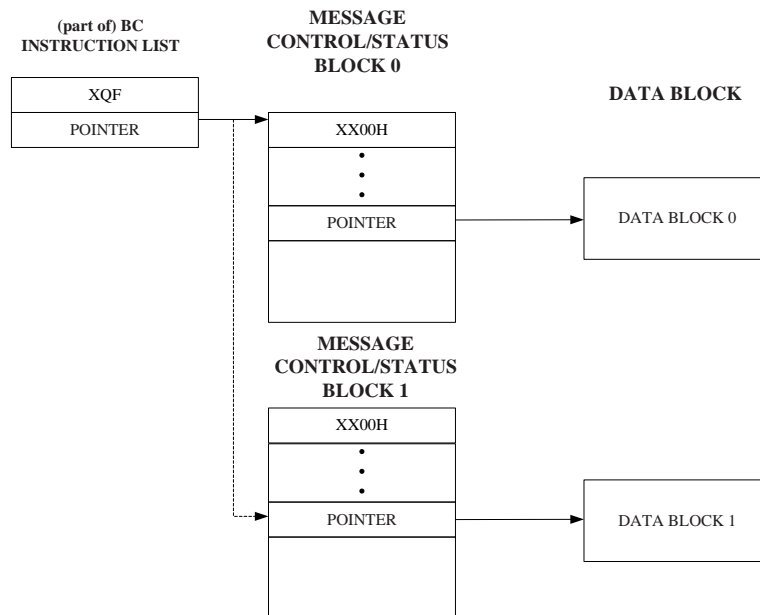 (part of) BC
INSTRUCTION LIST
XQF
POINTER
MESSAGE
CONTROL/STATUS
BLOCK 0
XX00H
POINTER
DATA BLOCK
DATA BLOCK 0
MESSAGE
CONTROL/STATUS
BLOCK 1
XX00H
POINTER
DATA BLOCK 1